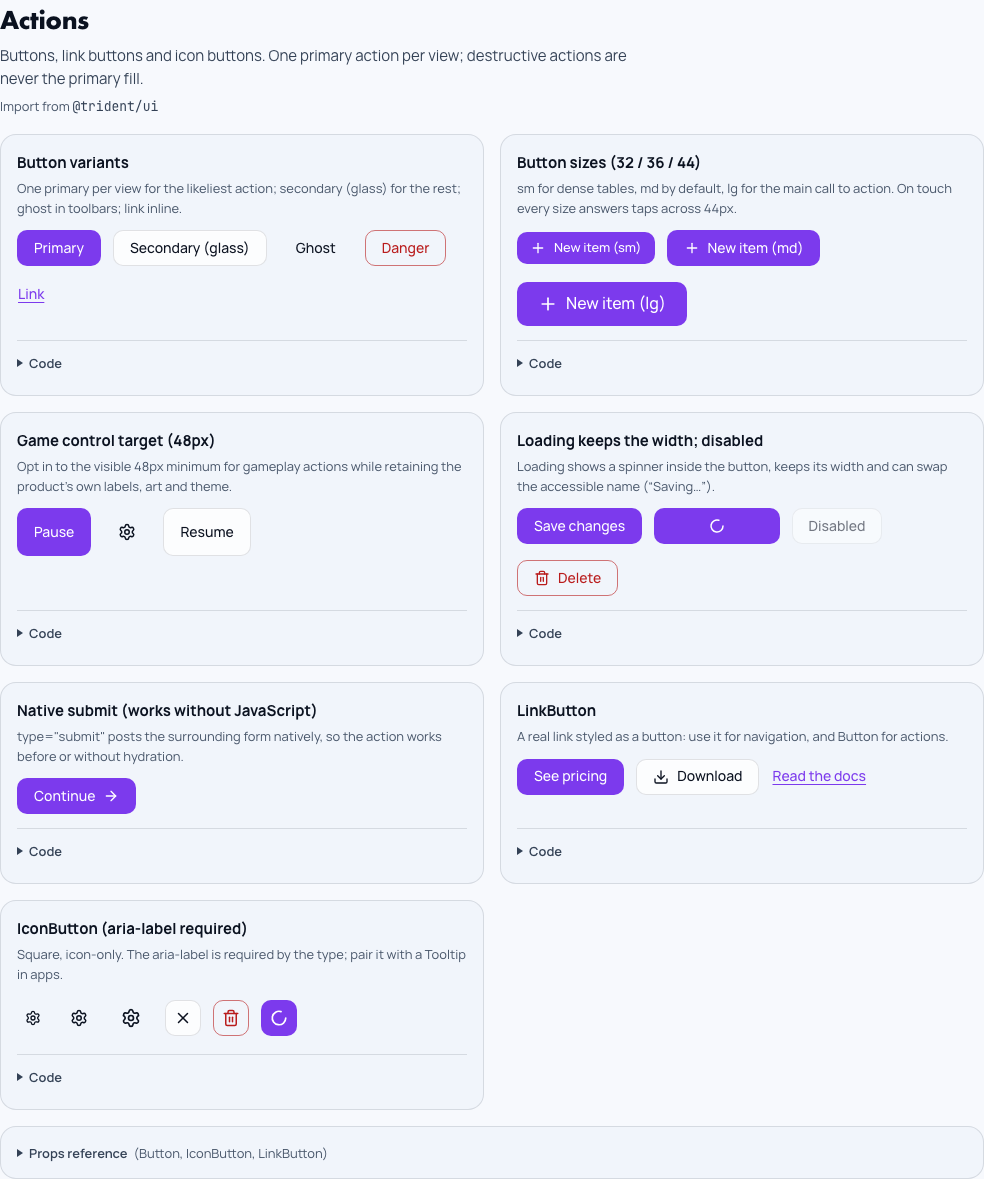 Actions
Buttons, link buttons and icon buttons. One primary action per view; destructive actions are
never the primary fill.
Import from @trident/ui
Button variants
One primary per view for the likeliest action; secondary (glass) for the rest;
ghost in toolbars; link inline.
Primary
Secondary (glass)
Ghost
Danger
Link
Code
Button sizes (32 / 36 / 44)
sm for dense tables, md by default, lg for the main call to action. On touch
every size answers taps across 44px.
New item (sm)
New item (md)
New item (lg)
Code
Game control target (48px)
Opt in to the visible 48px minimum for gameplay actions while retaining the
product's own labels, art and theme.
Pause
Resume
Code
Loading keeps the width; disabled
Loading shows a spinner inside the button, keeps its width and can swap
the accessible name (“Saving…”).
Save changes
Disabled
Delete
Code
Native submit (works without JavaScript)
type="submit" posts the surrounding form natively, so the action works
before or without hydration.
Continue
Code
LinkButton
A real link styled as a button: use it for navigation, and Button for actions.
See pricing
Download
Read the docs
Code
IconButton (aria-label required)
Square, icon-only. The aria-label is required by the type; pair it with a Tooltip
in apps.
Code
Props reference (Button, IconButton, LinkButton)